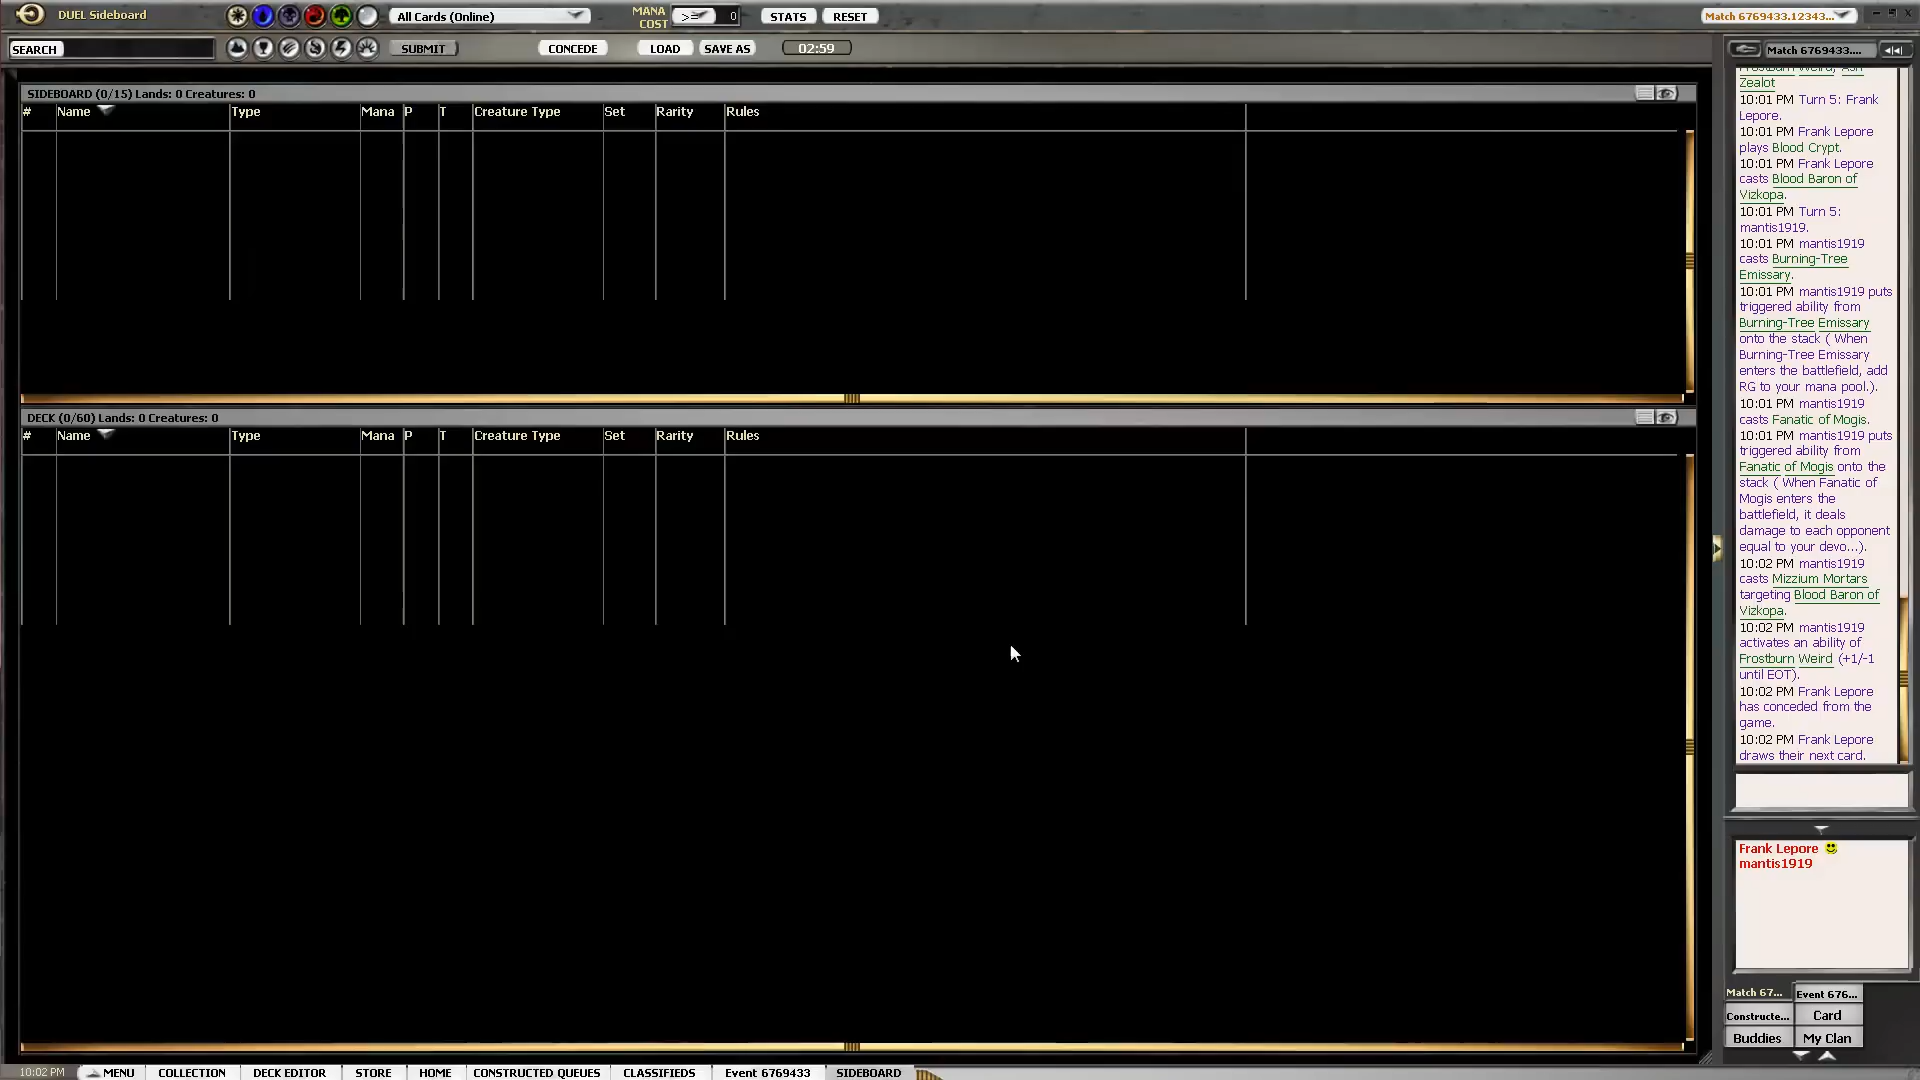 DUEL Sideboard
All Cards (Online)
MANA COST
>=
0
STATS
RESET
Match 6769433.12343...
SEARCH
SUBMIT
CONCEDE
LOAD
SAVE AS
02:59
Match 6769433....
SIDEBOARD (0/15) Lands: 0 Creatures: 0
# Name Type Mana P T Creature Type Set Rarity Rules
DECK (0/60) Lands: 0 Creatures: 0
# Name Type Mana P T Creature Type Set Rarity Rules
Frostburn Weird, Ash
Zealot
10:01 PM Turn 5: Frank
Lepore.
10:01 PM Frank Lepore
plays Blood Crypt.
10:01 PM Frank Lepore
casts Blood Baron of
Vizkopa.
10:01 PM Turn 5:
mantis1919.
10:01 PM mantis1919
casts Burning-Tree
Emissary.
10:01 PM mantis1919 puts
triggered ability from
Burning-Tree Emissary
onto the stack ( When
Burning-Tree Emissary
enters the battlefield, add
RG to your mana pool.).
10:01 PM mantis1919
casts Fanatic of Mogis.
10:01 PM mantis1919 puts
triggered ability from
Fanatic of Mogis onto the
stack ( When Fanatic of
Mogis enters the
battlefield, it deals
damage to each opponent
equal to your devo...).
10:02 PM mantis1919
casts Mizzium Mortars
targeting Blood Baron of
Vizkopa.
10:02 PM mantis1919
activates an ability of
Frostburn Weird (+1/-1
until EOT).
10:02 PM Frank Lepore
has conceded from the
game.
10:02 PM Frank Lepore
draws their next card.
Frank Lepore
mantis1919
Match 67...
Event 676...
Constructe...
Card
Buddies
My Clan
10:02 PM
MENU
COLLECTION
DECK EDITOR
STORE
HOME
CONSTRUCTED QUEUES
CLASSIFIEDS
Event 6769433
SIDEBOARD